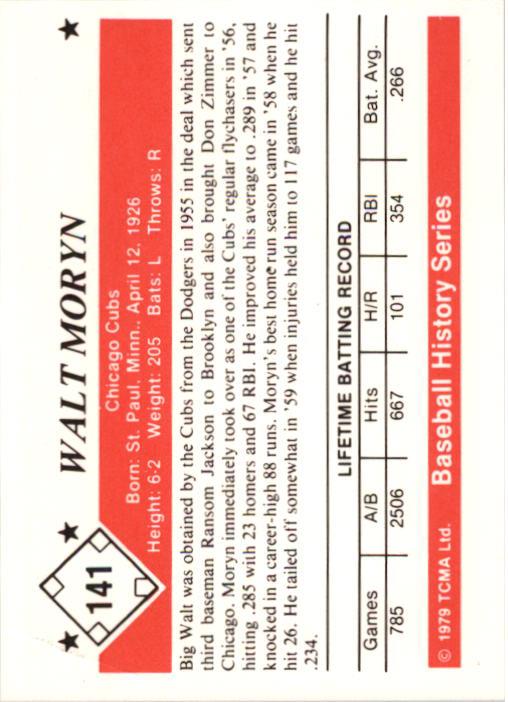 141
WALT MORYN
Chicago Cubs
Born: St. Paul, Minn., April 12, 1926
Height: 6-2 Weight: 205 Bats: L Throws: R
Big Walt was obtained by the Cubs from the Dodgers in 1955 in the deal which sent
third baseman Ransom Jackson to Brooklyn and also brought Don Zimmer to
Chicago. Moryn immediately took over as one of the Cubs' regular flychasers in '56,
hitting .285 with 23 homers and 67 RBI. He improved his average to .289 in '57 and
knocked in a career-high 88 runs. Moryn's best home run season came in '58 when he
hit 26. He tailed off somewhat in '59 when injuries held him to 117 games and he hit
.234.
LIFETIME BATTING RECORD
Games A/B Hits H/R RBI Bat. Avg.
785 2506 667 101 354 .266
© 1979 TCMA Ltd. Baseball History Series